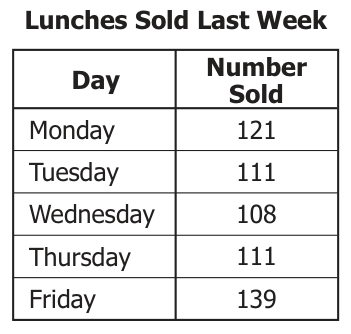 Lunches Sold Last Week
Day Number Sold
Monday 121
Tuesday 111
Wednesday 108
Thursday 111
Friday 139